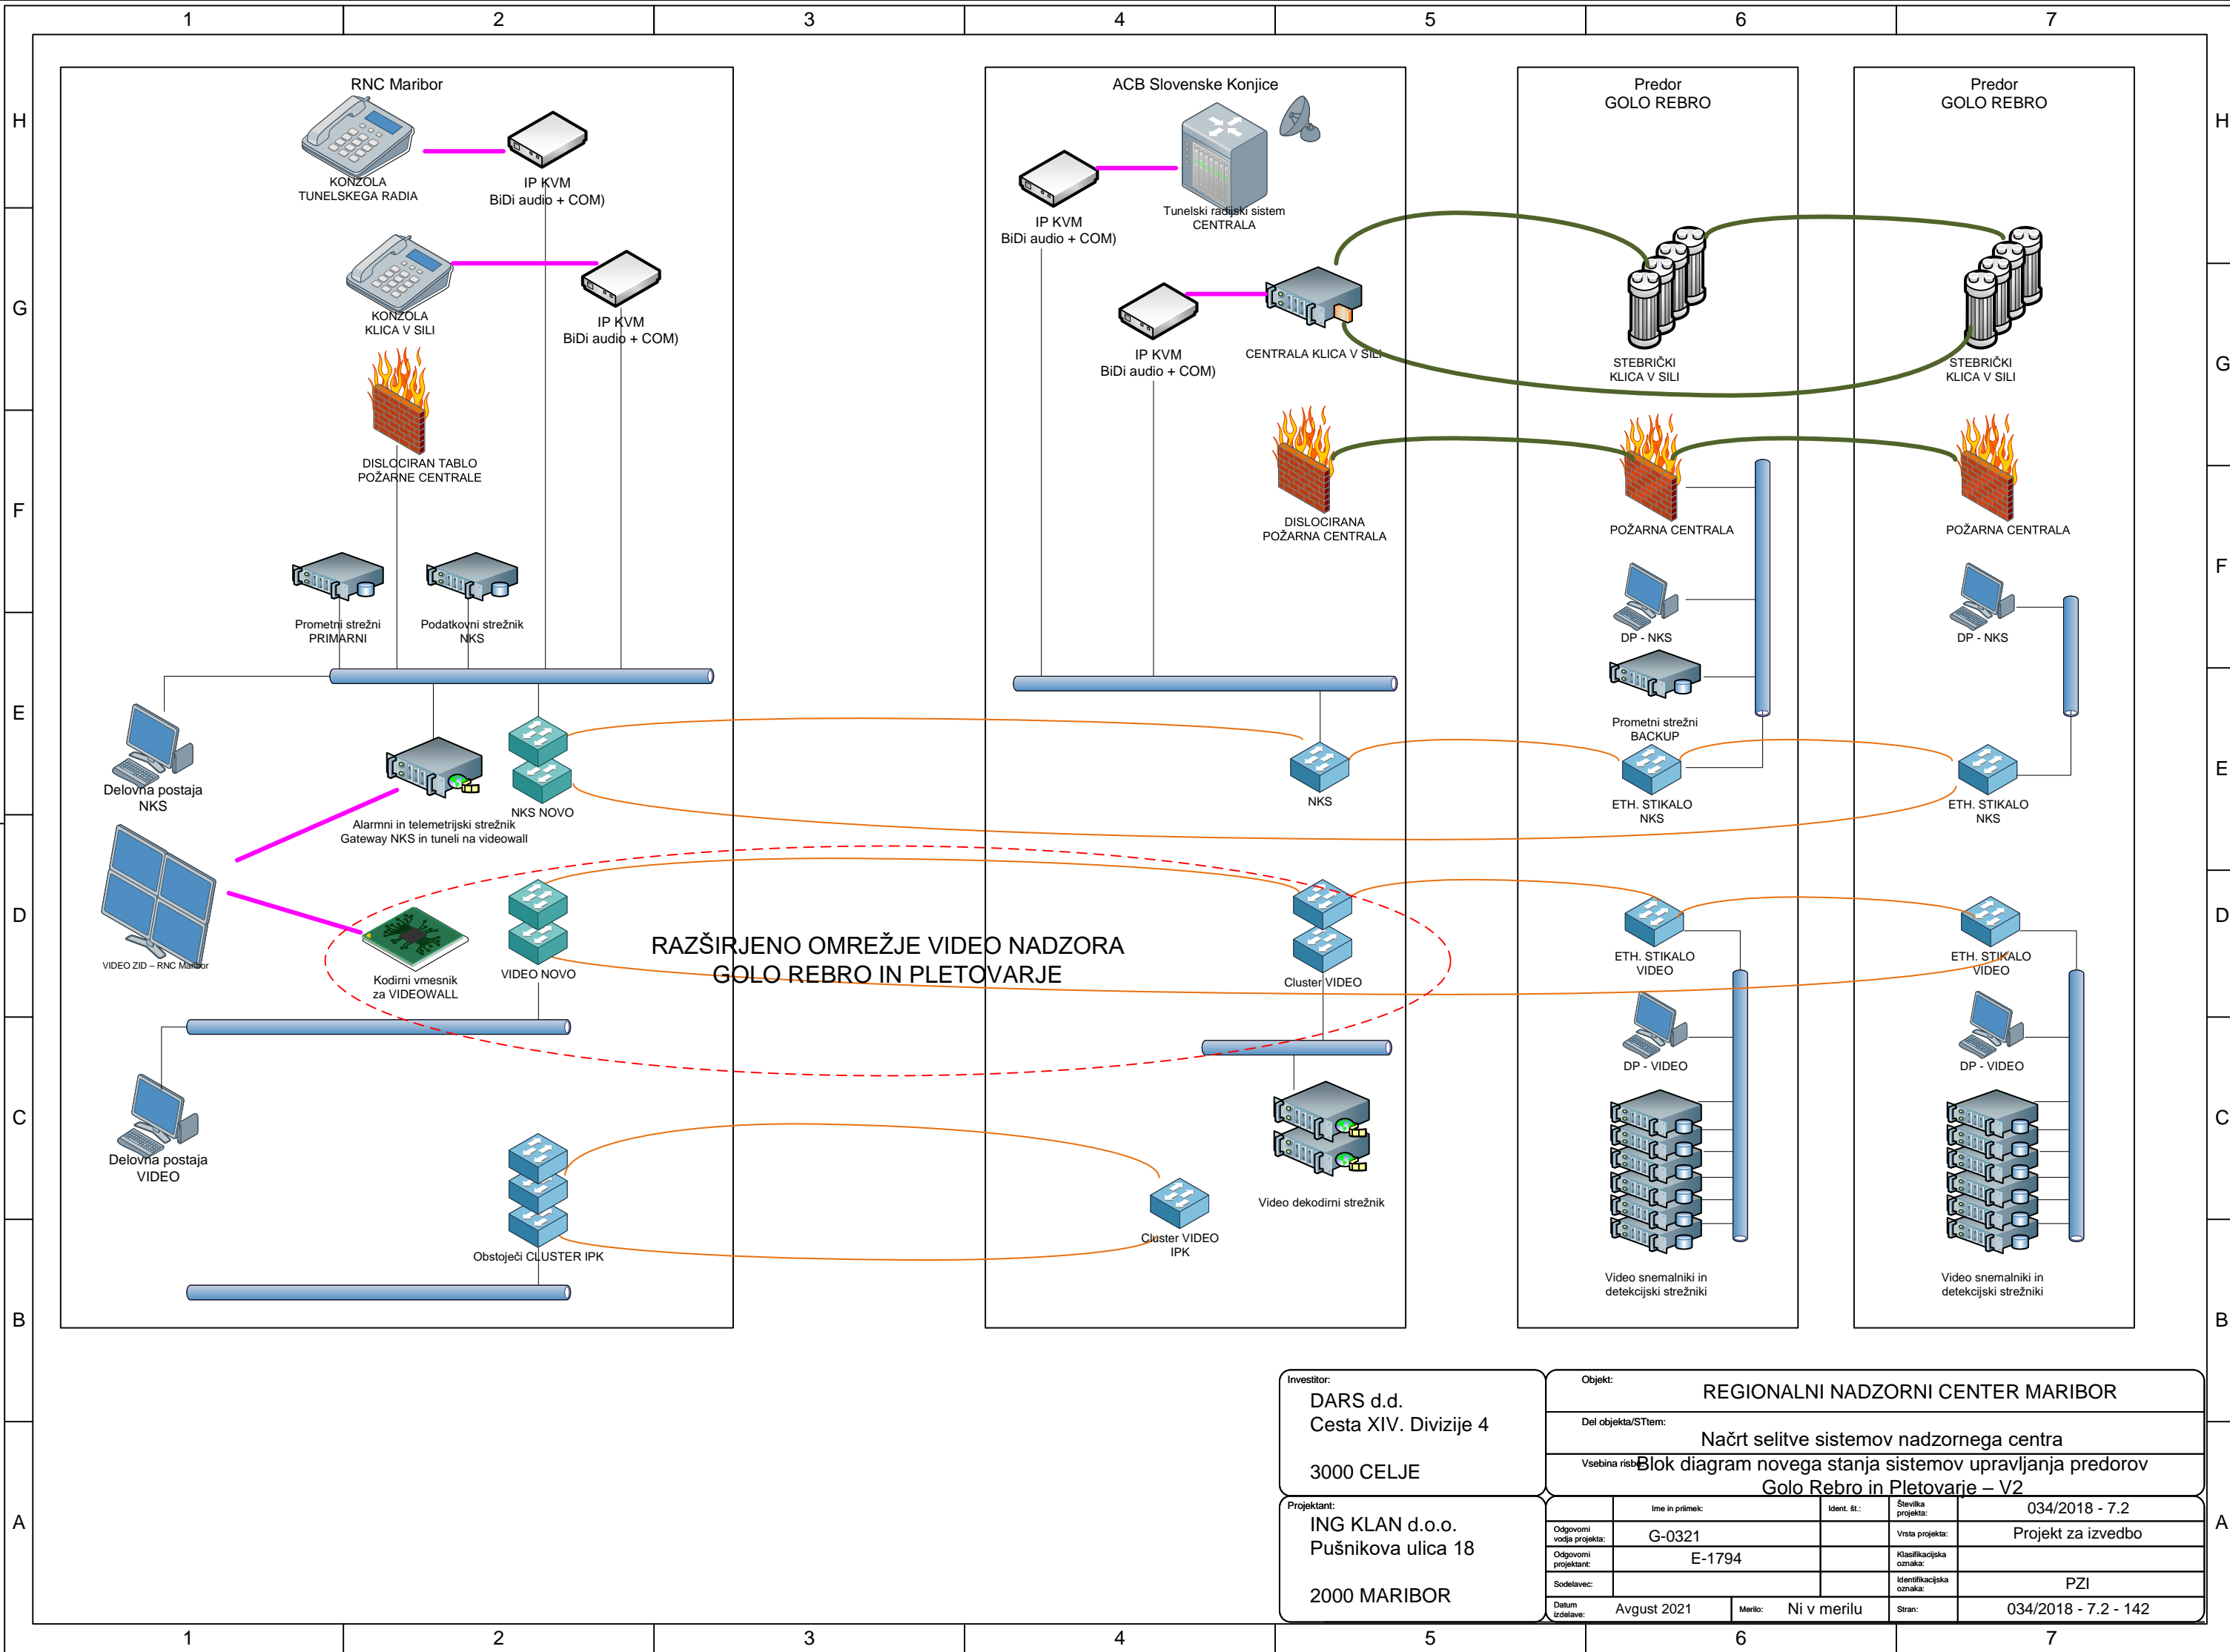 1 2 3 4 5 6 7
H H
G G
F F
E E
D D
C C
B B
A A
RNC Maribor
KONZOLA
TUNELSKEGA RADIA
IP KVM
BiDi audio + COM)
KONZOLA
KLICA V SILI
IP KVM
BiDi audio + COM)
DISLOCIRAN TABLO
POŽARNE CENTRALE
Prometni strežni
PRIMARNI
Podatkovni strežnik
NKS
Delovna postaja
NKS
Alarmni in telemetrijski strežnik
Gateway NKS in tuneli na videowall
NKS NOVO
VIDEO ZID – RNC Maribor
Kodirni vmesnik
za VIDEOWALL
VIDEO NOVO
Delovna postaja
VIDEO
Obstoječi CLUSTER IPK
RAZŠIRJENO OMREŽJE VIDEO NADZORA
GOLO REBRO IN PLETOVARJE
ACB Slovenske Konjice
IP KVM
BiDi audio + COM)
Tunelski radijski sistem
CENTRALA
IP KVM
BiDi audio + COM)
CENTRALA KLICA V SILI
DISLOCIRANA
POŽARNA CENTRALA
NKS
Cluster VIDEO
Video dekodirni strežnik
Cluster VIDEO
IPK
Predor
GOLO REBRO
STEBRIČKI
KLICA V SILI
POŽARNA CENTRALA
DP - NKS
Prometni strežni
BACKUP
ETH. STIKALO
NKS
ETH. STIKALO
VIDEO
DP - VIDEO
Video snemalniki in
detekcijski strežniki
Predor
GOLO REBRO
STEBRIČKI
KLICA V SILI
POŽARNA CENTRALA
DP - NKS
ETH. STIKALO
NKS
ETH. STIKALO
VIDEO
DP - VIDEO
Video snemalniki in
detekcijski strežniki
Investitor:
DARS d.d.
Cesta XIV. Divizije 4
3000 CELJE
Projektant:
ING KLAN d.o.o.
Pušnikova ulica 18
2000 MARIBOR
Objekt:
REGIONALNI NADZORNI CENTER MARIBOR
Del objekta/STtem:
Načrt selitve sistemov nadzornega centra
Vsebina risbe
Blok diagram novega stanja sistemov upravljanja predorov
Golo Rebro in Pletovarje – V2
Ime in priimek: Ident. št.: Številka projekta: 034/2018 - 7.2
Odgovorni vodja projekta: G-0321 Vrsta projekta: Projekt za izvedbo
Odgovorni projektant: E-1794 Klasifikacijska oznaka:
Sodelavec: Identifikacijska oznaka: PZI
Datum izdelave: Avgust 2021 Merilo: Ni v merilu Stran: 034/2018 - 7.2 - 142
1 2 3 4 5 6 7